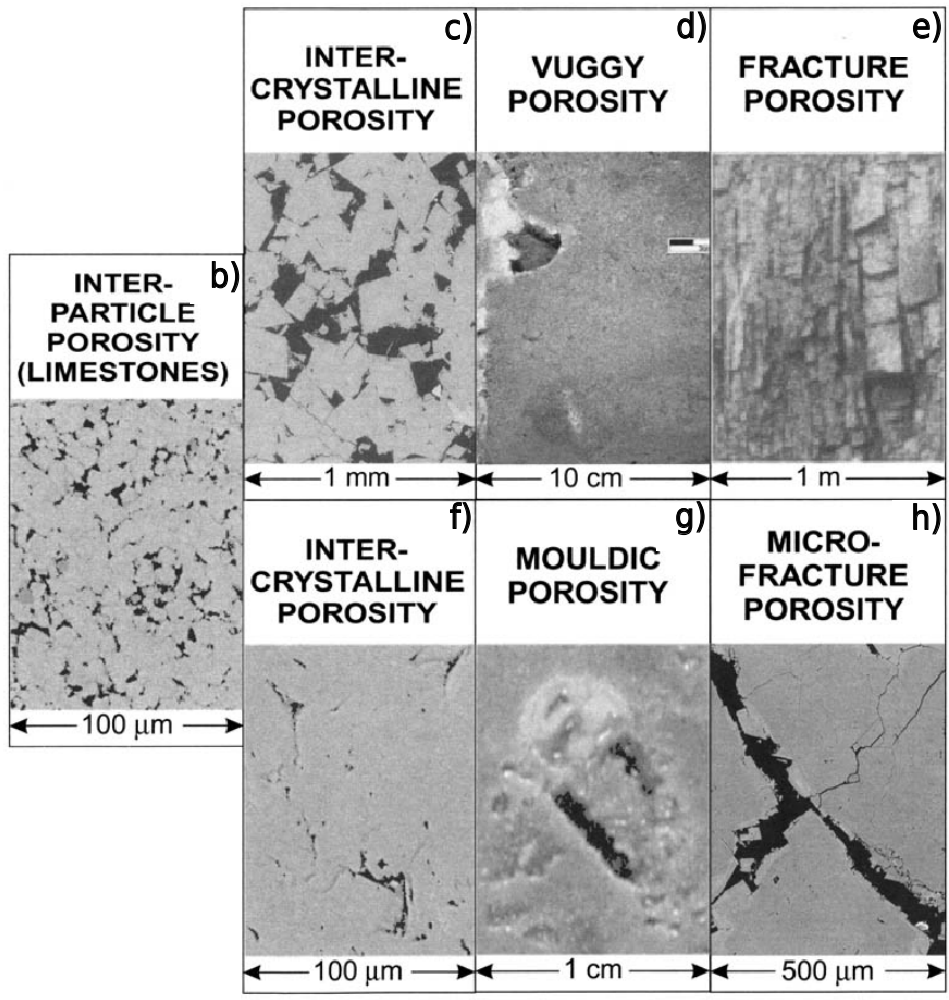 b)
INTER-
PARTICLE
POROSITY
(LIMESTONES)
100 μm
c)
INTER-
CRYSTALLINE
POROSITY
1 mm
d)
VUGGY
POROSITY
10 cm
e)
FRACTURE
POROSITY
1 m
f)
INTER-
CRYSTALLINE
POROSITY
100 μm
g)
MOULDIC
POROSITY
1 cm
h)
MICRO-
FRACTURE
POROSITY
500 μm